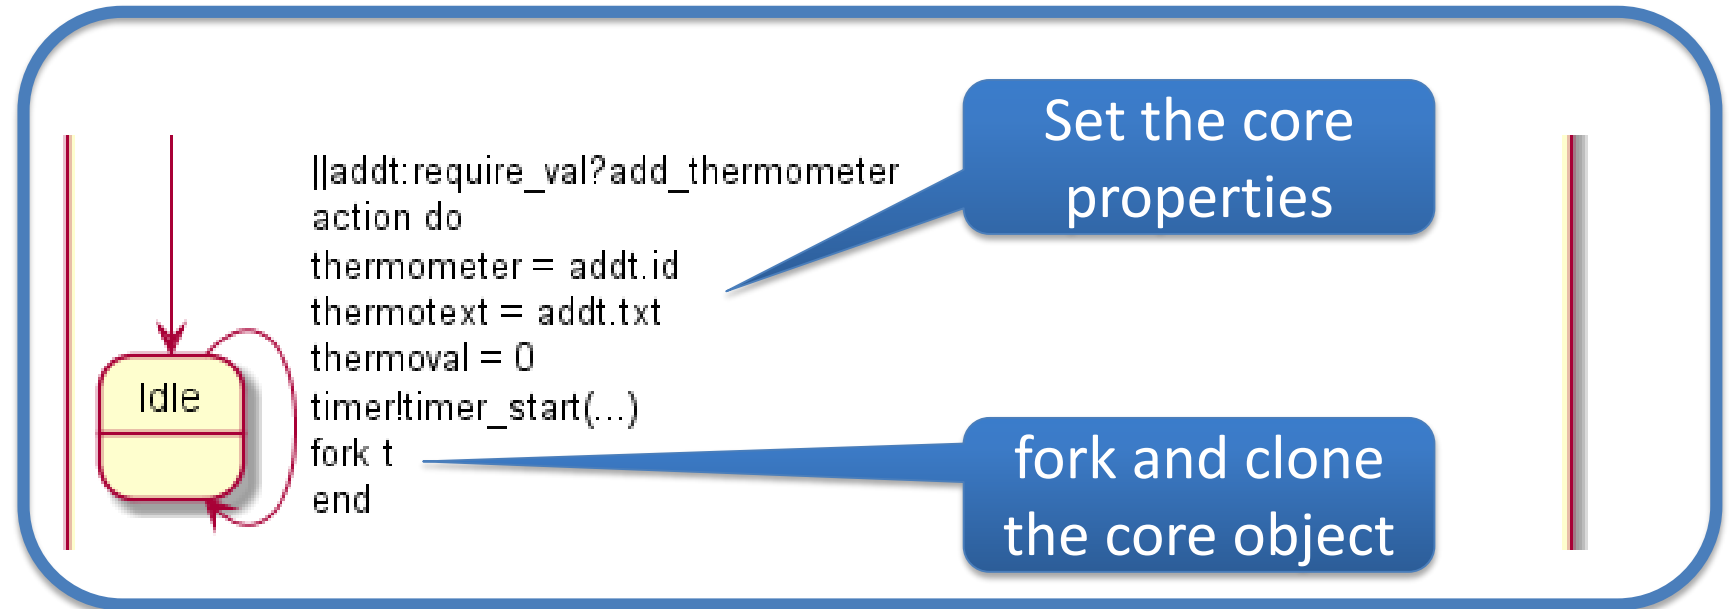 Set the core
properties
||addt:require_val?add_thermometer
action do
thermometer = addt.id
thermotext = addt.txt
thermoval = 0
Idle
timer!timer_start(...)
fork t
end
fork and clone
the core object